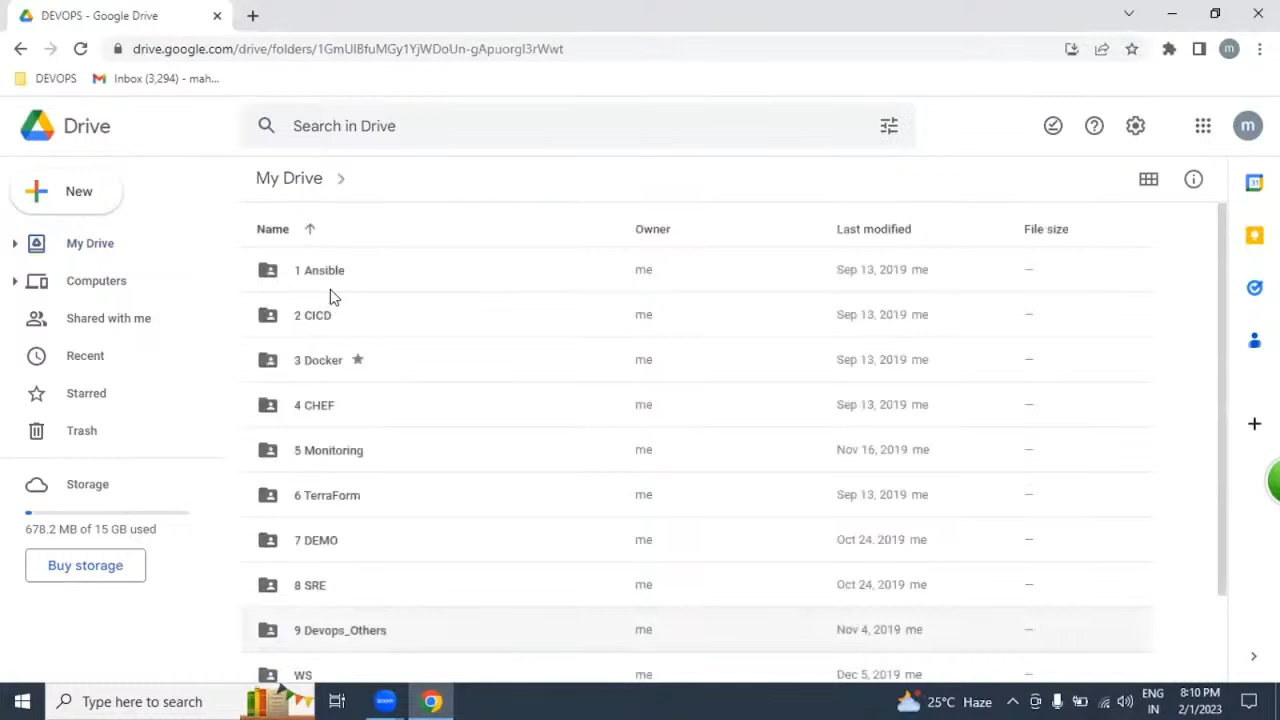 DEVOPS - Google Drive
drive.google.com/drive/folders/1GmUIBfuMGy1YjWDoUn-gApuorgI3rWwt
m
DEVOPS
Inbox (3,294) - mah...
Drive
Search in Drive
m
New
My Drive
Name
Owner
Last modified
File size
31
My Drive
1 Ansible
me
Sep 13, 2019 me
–
Computers
2 CICD
me
Sep 13, 2019 me
–
Shared with me
3 Docker
me
Sep 13, 2019 me
–
Recent
4 CHEF
me
Sep 13, 2019 me
–
Starred
5 Monitoring
me
Nov 16, 2019 me
–
Trash
6 TerraForm
me
Sep 13, 2019 me
–
Storage
678.2 MB of 15 GB used
7 DEMO
me
Oct 24, 2019 me
–
Buy storage
8 SRE
me
Oct 24, 2019 me
–
9 Devops_Others
me
Nov 4, 2019 me
–
WS
me
Dec 5, 2019 me
–
Type here to search
zoom
25°C Haze
ENG
IN
8:10 PM
2/1/2023